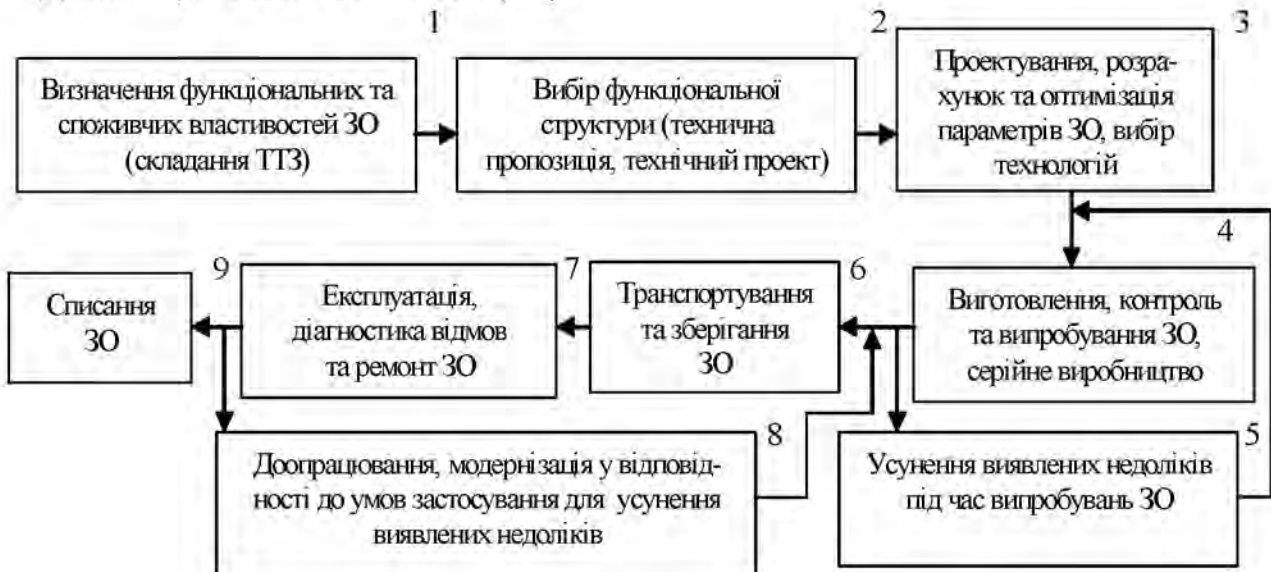 1
Визначення функціональних та
споживчих властивостей ЗО
(складання ТТЗ)
2
Вибір функціональної
структури (технична
пропозиція, технічний проект)
3
Проектування, розра-
хунок та оптимізація
параметрів ЗО, вибір
технологій
4
Виготовлення, контроль
та випробування ЗО,
серійне виробництво
5
Усунення виявлених недоліків
під час випробувань ЗО
6
Транспортування
та зберігання
ЗО
7
Експлуатація,
діагностика відмов
та ремонт ЗО
8
Доопрацювання, модернізація у відповід-
ності до умов застосування для усунення
виявлених недоліків
9
Списання
ЗО